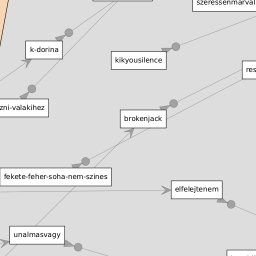 szeressenmarval
k-dorina
kikyousilence
res
zni-valakihez
brokenjack
fekete-feher-soha-nem-szines
elfelejtenem
unalmasvagy